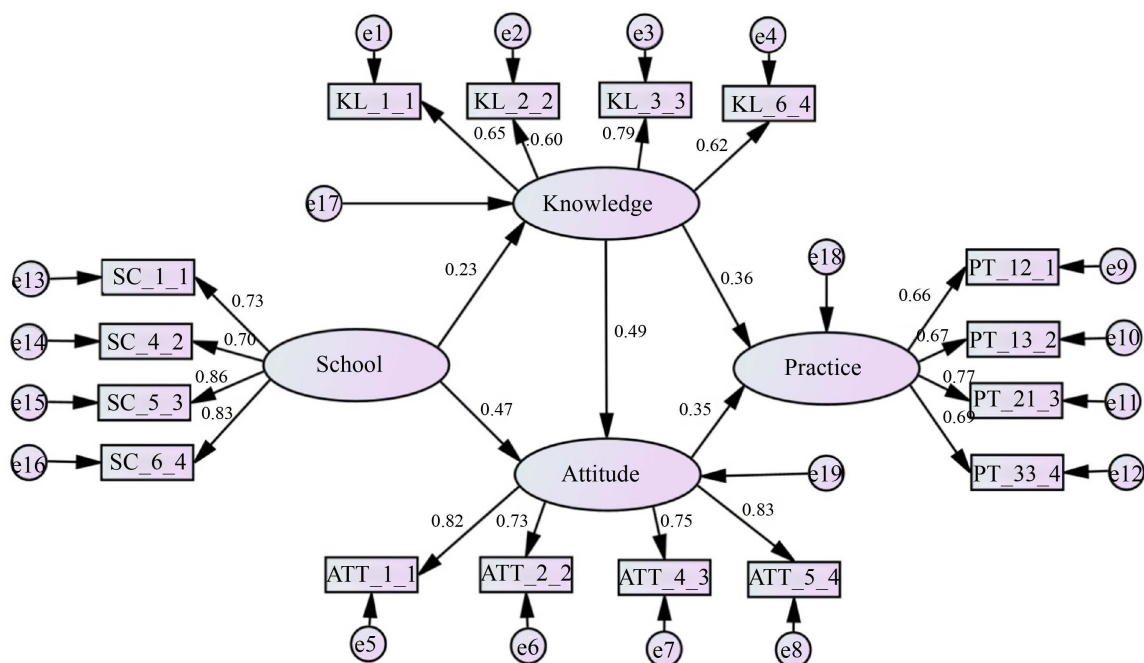 e1
e2
e3
e4
KL_1_1
KL_2_2
KL_3_3
KL_6_4
0.65
0.60
0.79
0.62
e17
Knowledge
e13
SC_1_1
0.73
0.23
0.36
e18
PT_12_1
e9
0.66
e14
SC_4_2
0.70
School
0.49
Practice
0.67
PT_13_2
e10
e15
SC_5_3
0.86
0.77
PT_21_3
e11
0.83
0.47
0.35
0.69
e16
SC_6_4
Attitude
e19
PT_33_4
e12
0.82
0.73
0.75
0.83
ATT_1_1
ATT_2_2
ATT_4_3
ATT_5_4
e5
e6
e7
e8